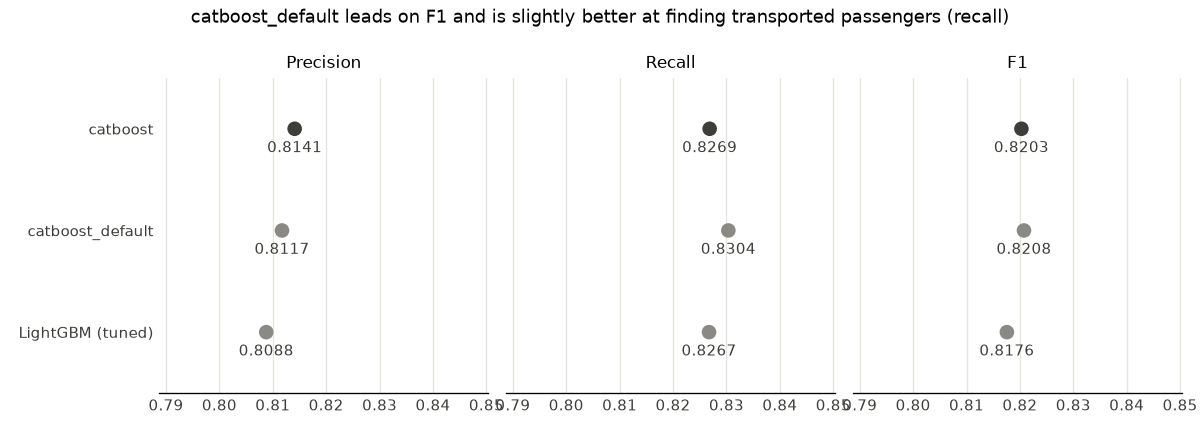 catboost_default leads on F1 and is slightly better at finding transported passengers (recall)
Precision Recall F1
catboost
0.8141 0.8269 0.8203
catboost_default
0.8117 0.8304 0.8208
LightGBM (tuned)
0.8088 0.8267 0.8176
0.79 0.80 0.81 0.82 0.83 0.84 0.85 0.79 0.80 0.81 0.82 0.83 0.84 0.85 0.79 0.80 0.81 0.82 0.83 0.84 0.85